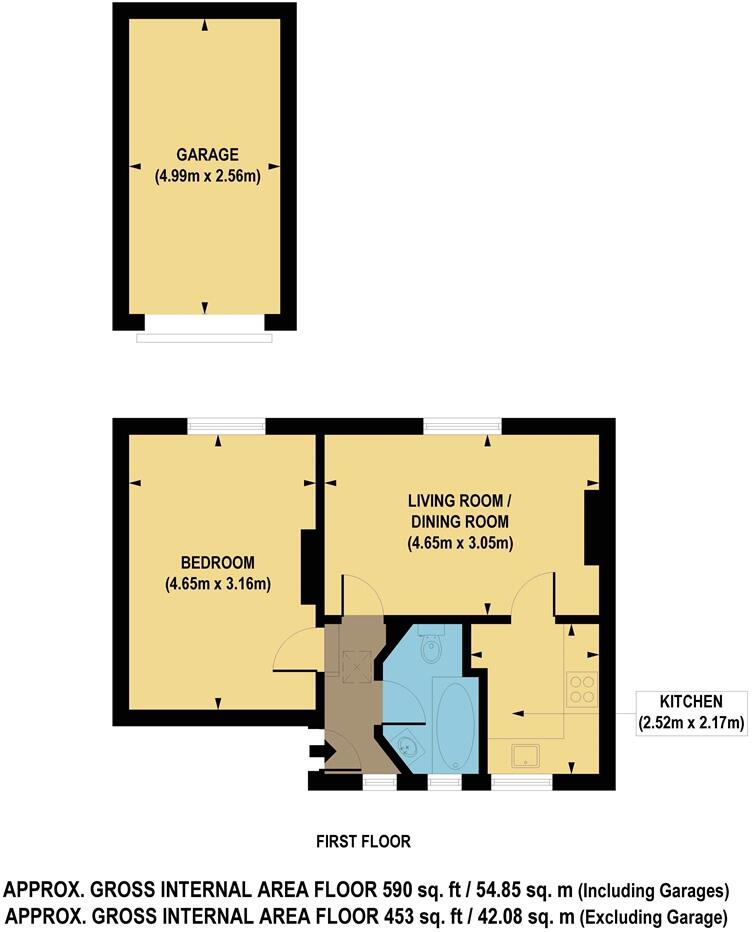 GARAGE
(4.99m x 2.56m)
LIVING ROOM /
DINING ROOM
(4.65m x 3.05m)
BEDROOM
(4.65m x 3.16m)
KITCHEN
(2.52m x 2.17m)
FIRST FLOOR
APPROX. GROSS INTERNAL AREA FLOOR 590 sq. ft / 54.85 sq. m (Including Garages)
APPROX. GROSS INTERNAL AREA FLOOR 453 sq. ft / 42.08 sq. m (Excluding Garage)